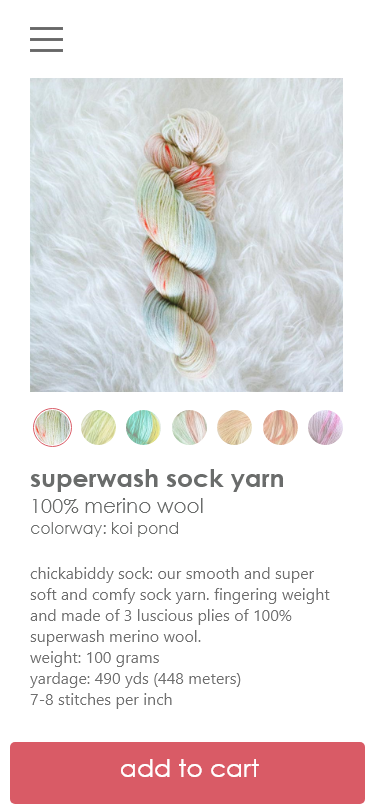 superwash sock yarn
100% merino wool
colorway: koi pond
chickabiddy sock: our smooth and super
soft and comfy sock yarn. fingering weight
and made of 3 luscious plies of 100%
superwash merino wool.
weight: 100 grams
yardage: 490 yds (448 meters)
7-8 stitches per inch
add to cart